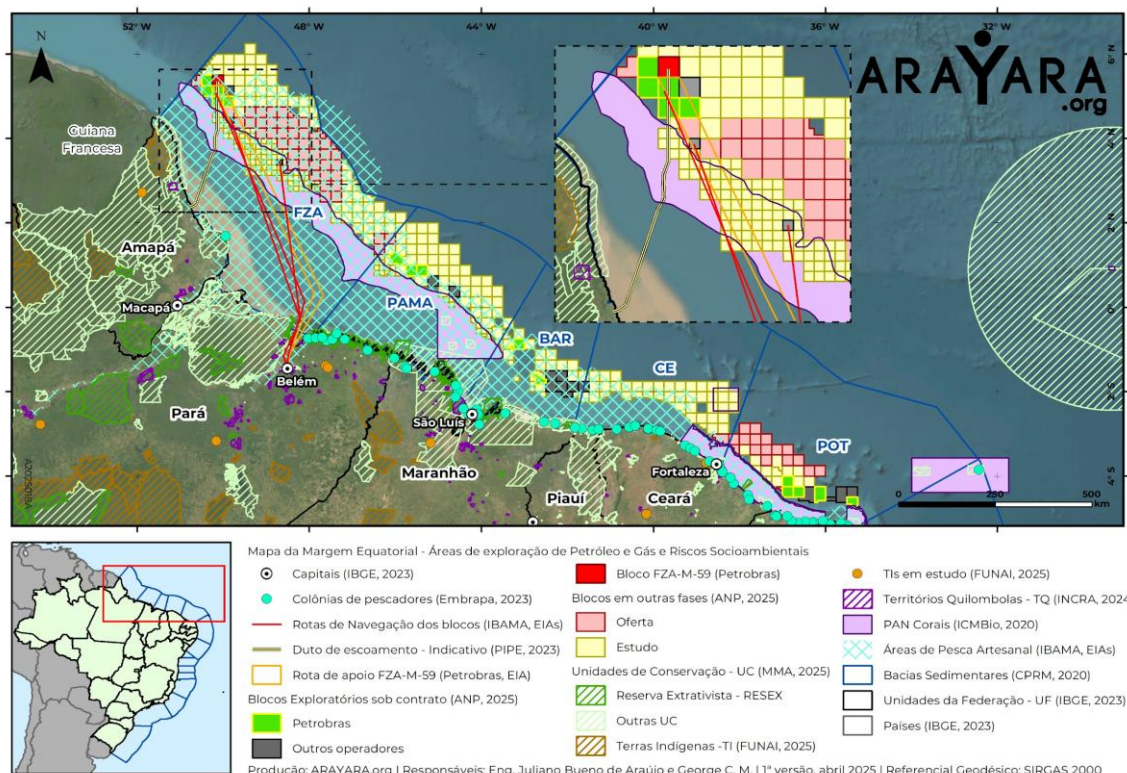 52°W
48°W
44°W
40°W
36°W
32°W
N
ARAYARA
.org
6°N
4°N
2°N
0°
2°S
4°S
Guiana
Francesa
FZA
Amapá
Macapá
PAMA
BAR
CE
POT
Belém
Pará
São Luís
Maranhão
Piauí
Fortaleza
Ceará
0 250 500
km
Mapa da Margem Equatorial - Áreas de exploração de Petróleo e Gás e Riscos Socioambientais
Capitais (IBGE, 2023)
Colônias de pescadores (Embrapa, 2023)
Rotas de Navegação dos blocos (IBAMA, EIAs)
Duto de escoamento - Indicativo (PIPE, 2023)
Rota de apoio FZA-M-59 (Petrobras, EIA)
Blocos Exploratórios sob contrato (ANP, 2025)
Petrobras
Outros operadores
Bloco FZA-M-59 (Petrobras)
Blocos em outras fases (ANP, 2025)
Oferta
Estudo
Unidades de Conservação - UC (MMA, 2025)
Reserva Extrativista - RESEX
Outras UC
Terras Indígenas -TI (FUNAI, 2025)
TIs em estudo (FUNAI, 2025)
Territórios Quilombolas - TQ (INCRA, 2024
PAN Corais (ICMBio, 2020)
Áreas de Pesca Artesanal (IBAMA, EIAs)
Bacias Sedimentares (CPRM, 2020)
Unidades da Federação - UF (IBGE, 2023)
Países (IBGE, 2023)
Produção: ARAYARA.org | Responsáveis: Eng. Juliano Bueno de Araújo e George C. M. | 1ª versão, abril 2025 | Referencial Geodésico: SIRGAS 2000